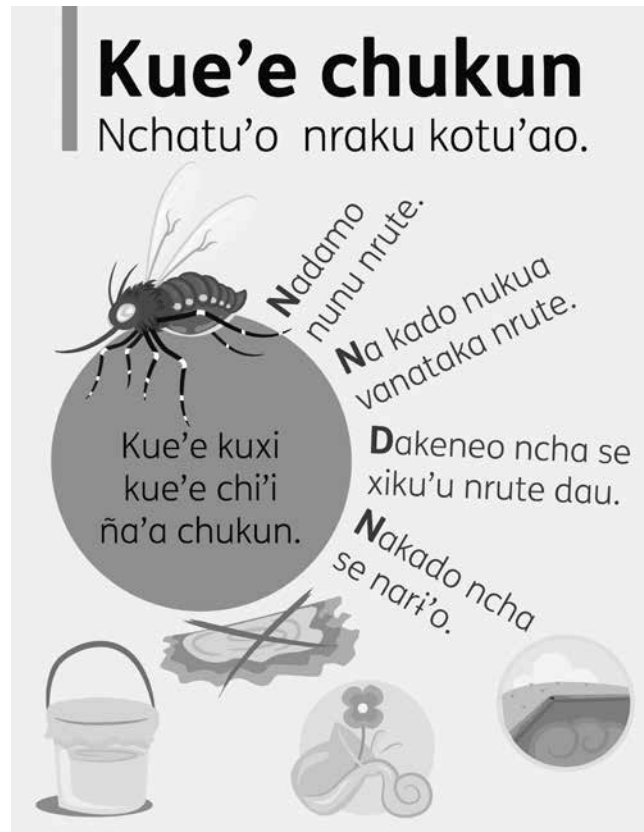 Kue’e chukun
Nchatu’o nraku kotu’ao.
Nadamo
nunu nrute.
Na kado nukua
vanataka nrute.
Dakeneo ncha se
xiku’u nrute dau.
Nakado ncha
se narɨ’o.
Kue’e kuxi
kue’e chi’i
ña’a chukun.